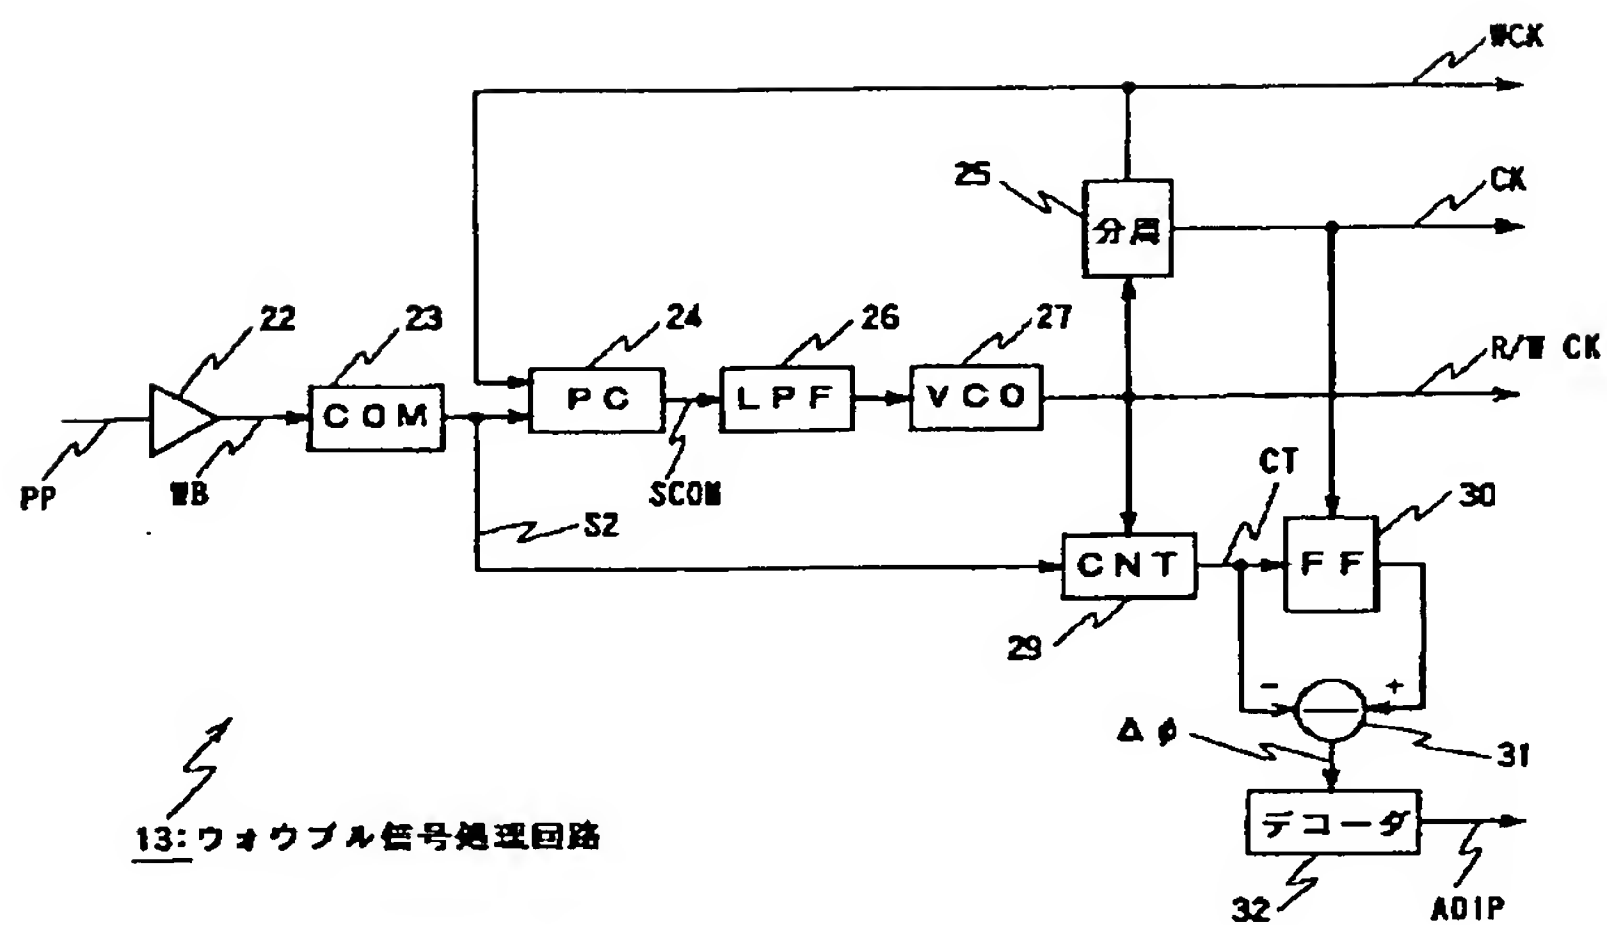 WCK
25
CK
分周
22
23
24
26
27
R/W CK
COM
PC
LPF
VCO
PP
WB
SCOM
CT
30
S2
CNT
FF
29
-
+
Δφ
31
デコーダ
13:ウォウブル信号処理回路
32
ADIP